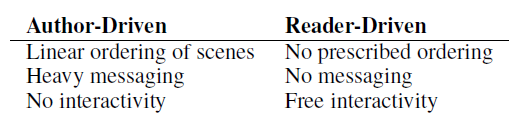 Author-Driven Reader-Driven
Linear ordering of scenes No prescribed ordering
Heavy messaging No messaging
No interactivity Free interactivity